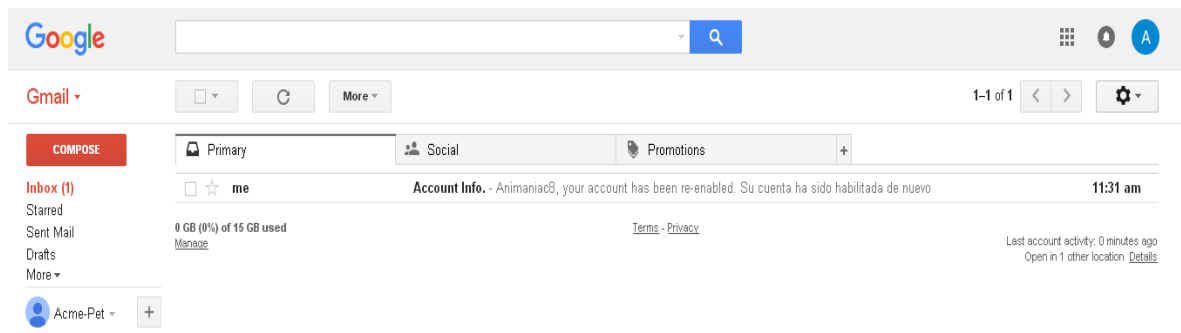 Google
A
Gmail
More
1–1 of 1
COMPOSE
Primary
Social
Promotions
+
Inbox (1)
me
Account Info. - Animaniac8, your account has been re-enabled. Su cuenta ha sido habilitada de nuevo
11:31 am
Starred
Sent Mail
Drafts
More
0 GB (0%) of 15 GB used
Manage
Terms - Privacy
Last account activity: 0 minutes ago
Open in 1 other location Details
Acme-Pet
+